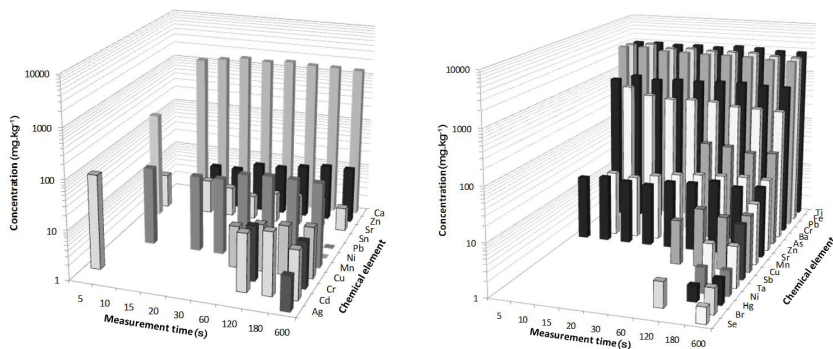 Concentration (mg.kg-1)
10000
1000
100
10
1
5 10 15 20 30 60 120 180 600
Measurement time (s)
Ca
Zn
Sr
Sn
Pb
Ni
Mn
Cu
Cr
Cd
Ag
Chemical element
Concentration (mg.kg-1)
10000
1000
100
10
1
5 10 15 20 30 60 120 180 600
Measurement time (s)
Ti
Fe
Pb
Cr
Ba
As
Zn
Sr
Mn
Cu
Sb
Ta
Ni
Hg
Br
Se
Chemical element